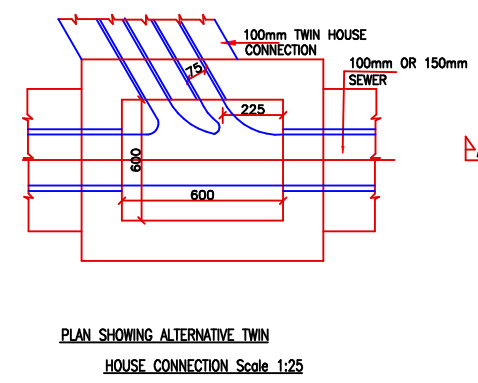 100mm TWIN HOUSE
CONNECTION
100mm OR 150mm
SEWER
75
225
600
600
PLAN SHOWING ALTERNATIVE TWIN
HOUSE CONNECTION Scale 1:25